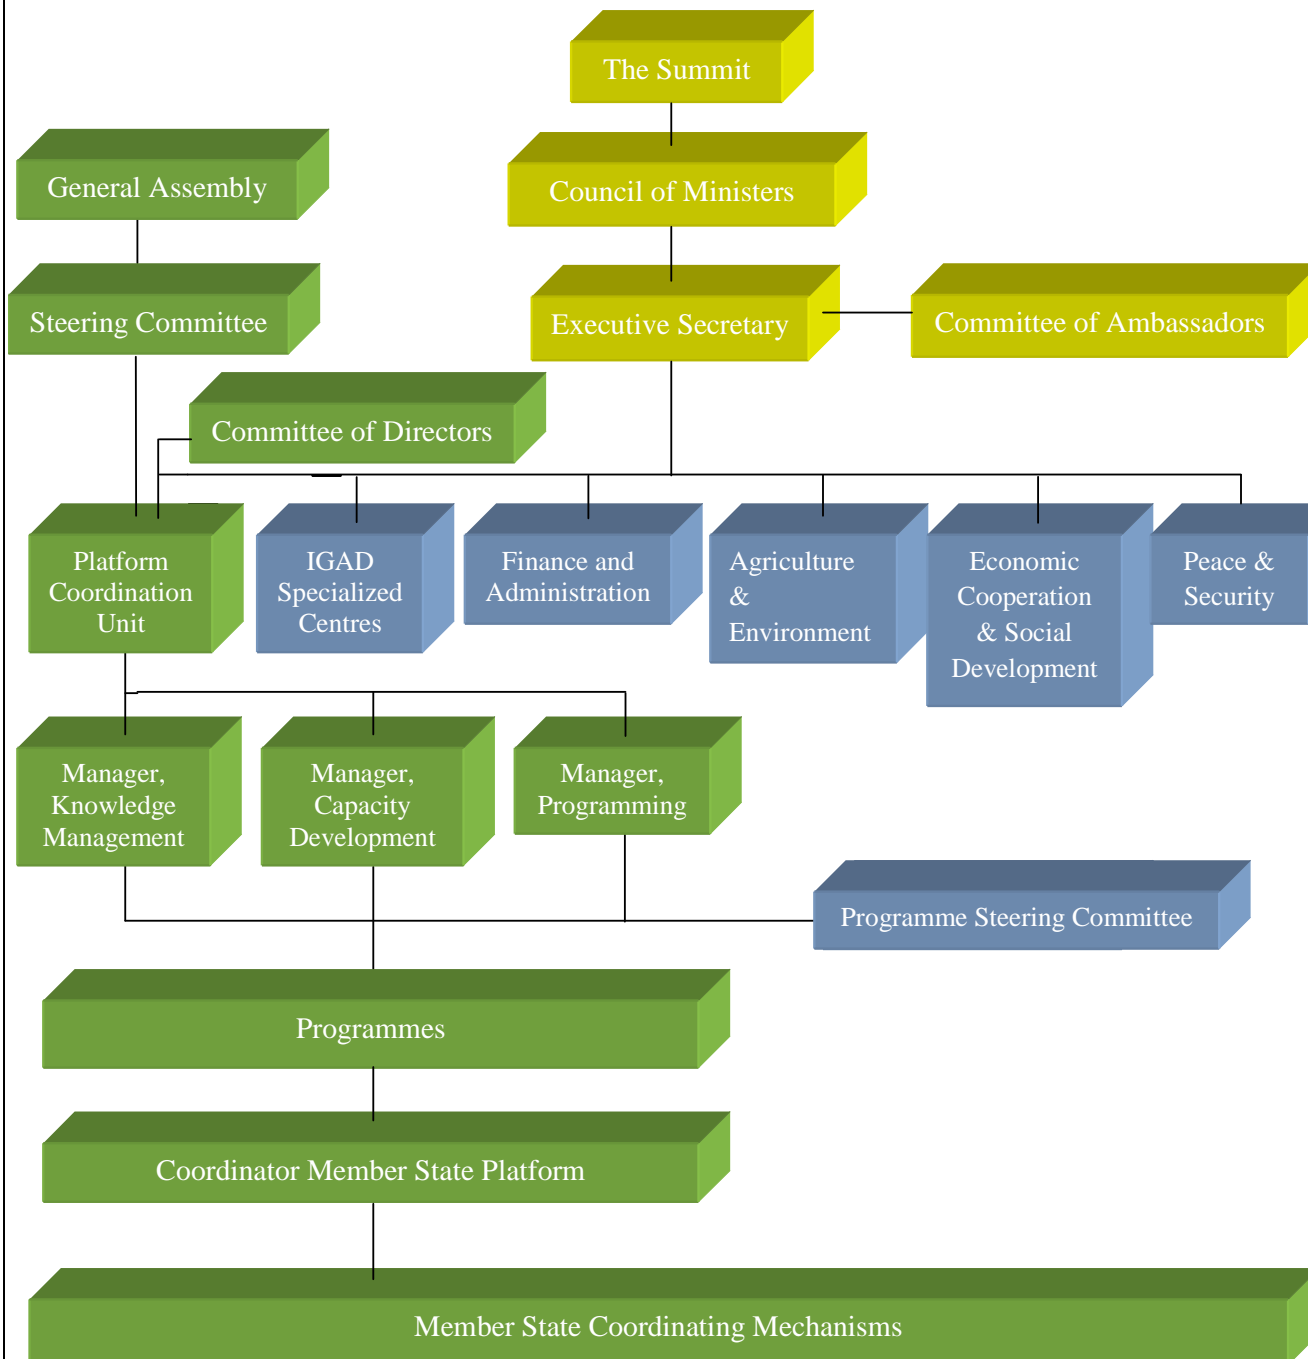 The Summit
General Assembly
Council of Ministers
Steering Committee
Executive Secretary
Committee of Ambassadors
Committee of Directors
Platform
Coordination
Unit
IGAD
Specialized
Centres
Finance and
Administration
Agriculture
&
Environment
Economic
Cooperation
& Social
Development
Peace &
Security
Manager,
Knowledge
Management
Manager,
Capacity
Development
Manager,
Programming
Programme Steering Committee
Programmes
Coordinator Member State Platform
Member State Coordinating Mechanisms